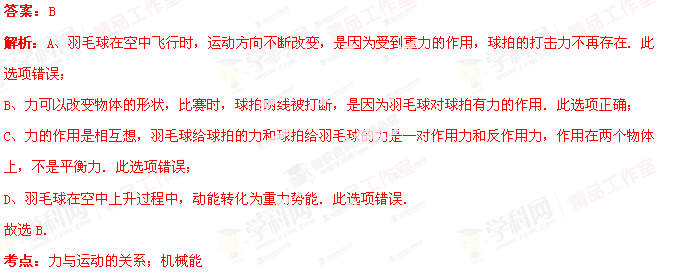 答案：B
解析：A、羽毛球在空中飞行时，运动方向不断改变，是因为受到重力的作用，球拍的打击力不再存在．此
选项错误；
B、力可以改变物体的形状，比赛时，球拍网线被打断，是因为羽毛球对球拍有力的作用．此选项正确；
C、力的作用是相互想，羽毛球给球拍的力和球拍给羽毛球的力是一对作用力和反作用力，作用在两个物体
上，不是平衡力．此选项错误；
D、羽毛球在空中上升过程中，动能转化为重力势能．此选项错误．
故选 B．
考点：力与运动的关系；机械能